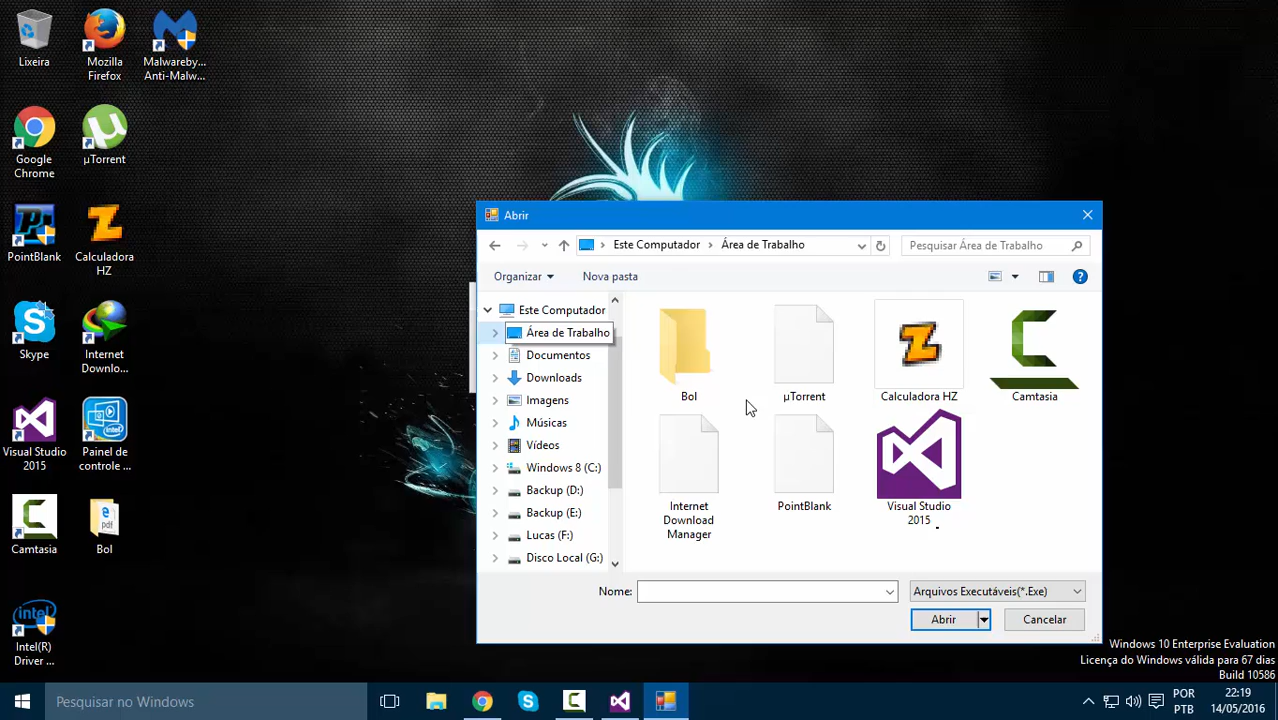 Lixeira
Mozilla
Firefox
Malwareby...
Anti-Malw...
Google
Chrome
µTorrent
PointBlank
Calculadora
HZ
Skype
Internet
Downlo...
Visual Studio
2015
Painel de
controle ...
Camtasia
Bol
Intel(R)
Driver ...
Abrir
Este Computador
Área de Trabalho
Pesquisar Área de Trabalho
Organizar
Nova pasta
Este Computador
Área de Trabalho
Documentos
Downloads
Imagens
Músicas
Vídeos
Windows 8 (C:)
Backup (D:)
Backup (E:)
Lucas (F:)
Disco Local (G:)
Bol
µTorrent
Calculadora HZ
Camtasia
Internet
Download
Manager
PointBlank
Visual Studio
2015
Nome:
Arquivos Executáveis(*.Exe)
Abrir
Cancelar
Windows 10 Enterprise Evaluation
Licença do Windows válida para 67 dias
Build 10586
Pesquisar no Windows
POR
PTB
22:19
14/05/2016